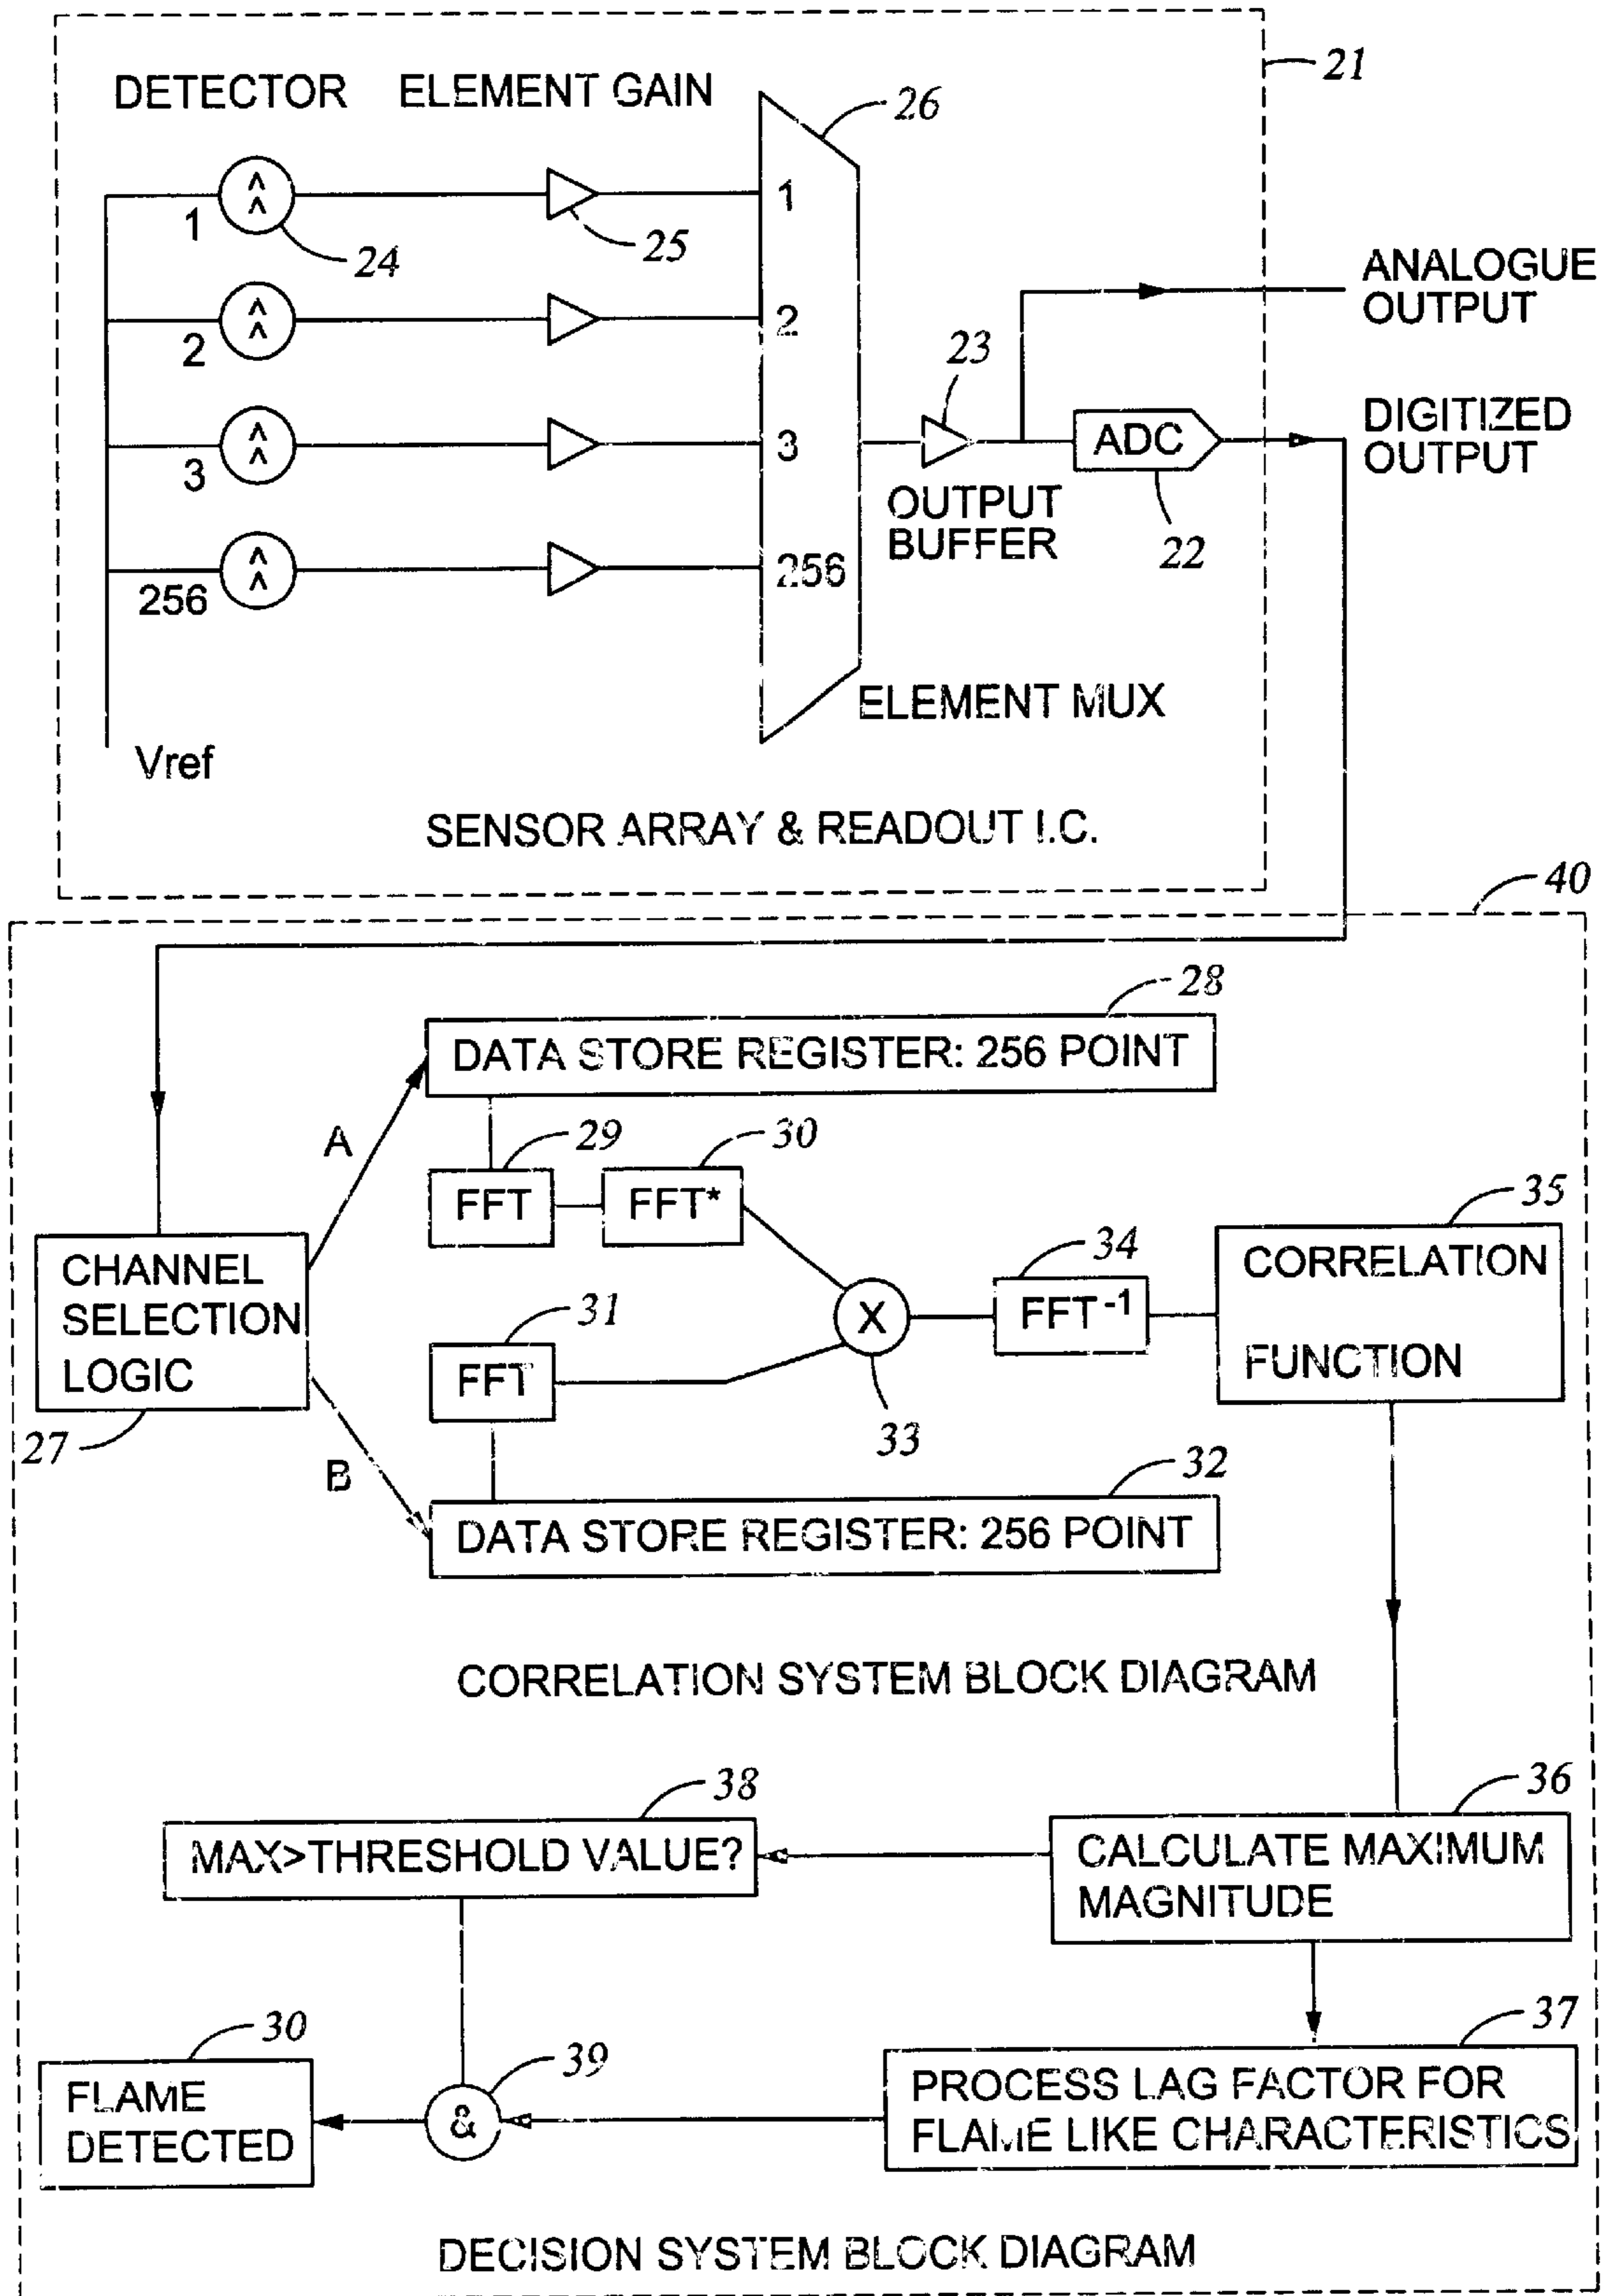 21
DETECTOR ELEMENT GAIN
26
1
24
25
1
2
2
3
3
256
256
23
ANALOGUE
OUTPUT
DIGITIZED
OUTPUT
ADC
22
OUTPUT
BUFFER
ELEMENT MUX
Vref
SENSOR ARRAY & READOUT I.C.
40
28
DATA STORE REGISTER: 256 POINT
A
29
30
FFT
FFT*
35
CORRELATION
FUNCTION
34
FFT-1
CHANNEL
SELECTION
LOGIC
27
31
FFT
X
33
B
32
DATA STORE REGISTER: 256 POINT
CORRELATION SYSTEM BLOCK DIAGRAM
38
MAX>THRESHOLD VALUE?
36
CALCULATE MAXIMUM
MAGNITUDE
30
FLAME
DETECTED
39
&
37
PROCESS LAG FACTOR FOR
FLAME LIKE CHARACTERISTICS
DECISION SYSTEM BLOCK DIAGRAM